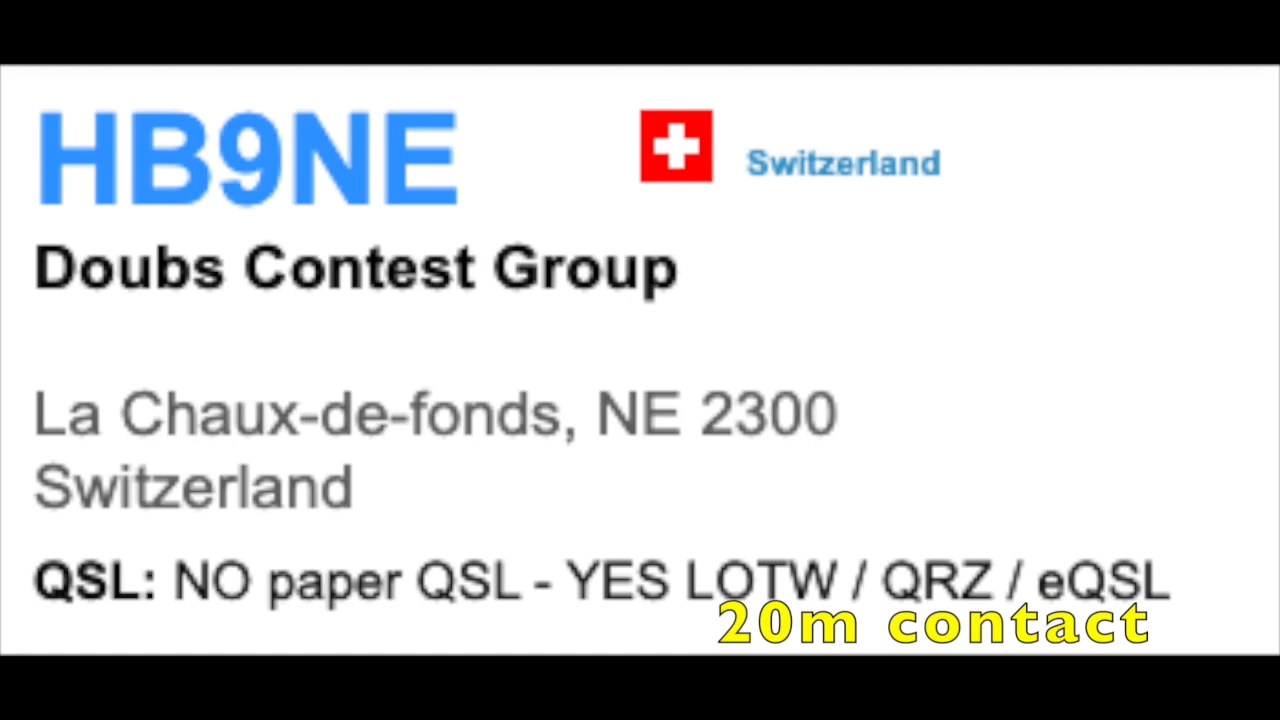 HB9NE
Switzerland
Doubs Contest Group
La Chaux-de-fonds, NE 2300
Switzerland
QSL: NO paper QSL - YES LOTW / QRZ / eQSL
20m contact